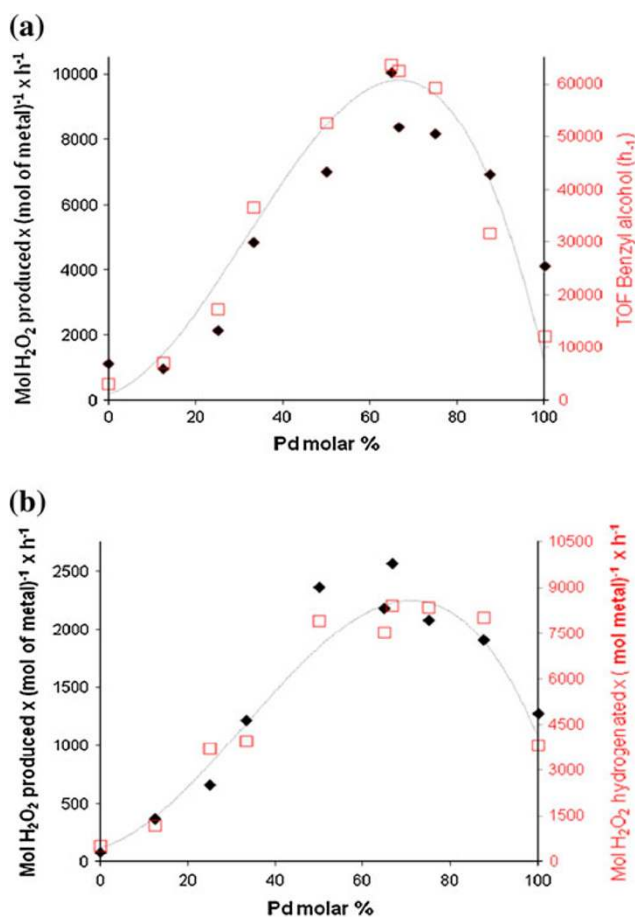 (a)
Mol H₂O₂ produced x (mol of metal)⁻¹ x h⁻¹
10000
8000
6000
4000
2000
0
60000
50000
40000
30000
20000
10000
0
TOF Benzyl alcohol (h₋₁)
0 20 40 60 80 100
Pd molar %
(b)
Mol H₂O₂ produced x (mol of metal)⁻¹ x h⁻¹
2500
2000
1500
1000
500
0
10500
9000
7500
6000
4500
3000
1500
0
Mol H₂O₂ hydrogenated x ( mol metal)⁻¹ x h⁻¹
0 20 40 60 80 100
Pd molar %